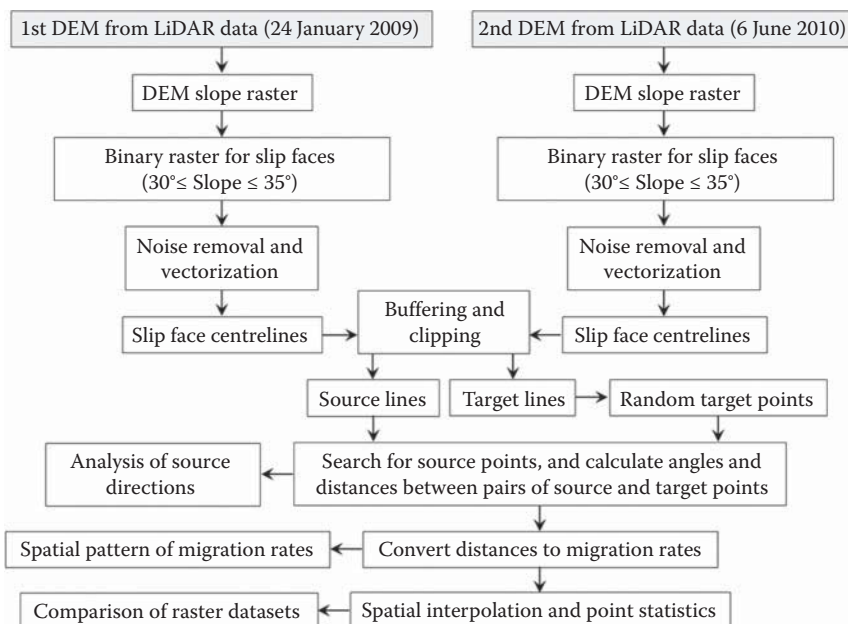 1st DEM from LiDAR data (24 January 2009)
2nd DEM from LiDAR data (6 June 2010)
DEM slope raster
DEM slope raster
Binary raster for slip faces
(30°≤ Slope ≤ 35°)
Binary raster for slip faces
(30°≤ Slope ≤ 35°)
Noise removal and
vectorization
Noise removal and
vectorization
Slip face centrelines
Buffering and
clipping
Slip face centrelines
Source lines
Target lines
Random target points
Analysis of source
directions
Search for source points, and calculate angles and
distances between pairs of source and target points
Spatial pattern of migration rates
Convert distances to migration rates
Comparison of raster datasets
Spatial interpolation and point statistics